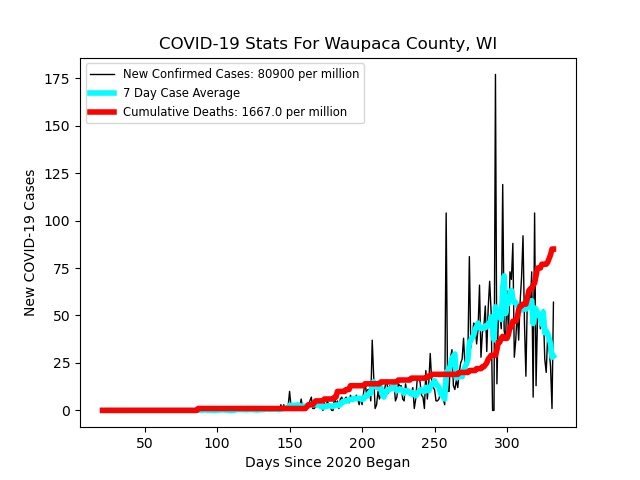 COVID-19 Stats For Waupaca County, WI
New Confirmed Cases: 80900 per million
7 Day Case Average
Cumulative Deaths: 1667.0 per million
New COVID-19 Cases
175
150
125
100
75
50
25
0
50
100
150
200
250
300
Days Since 2020 Began